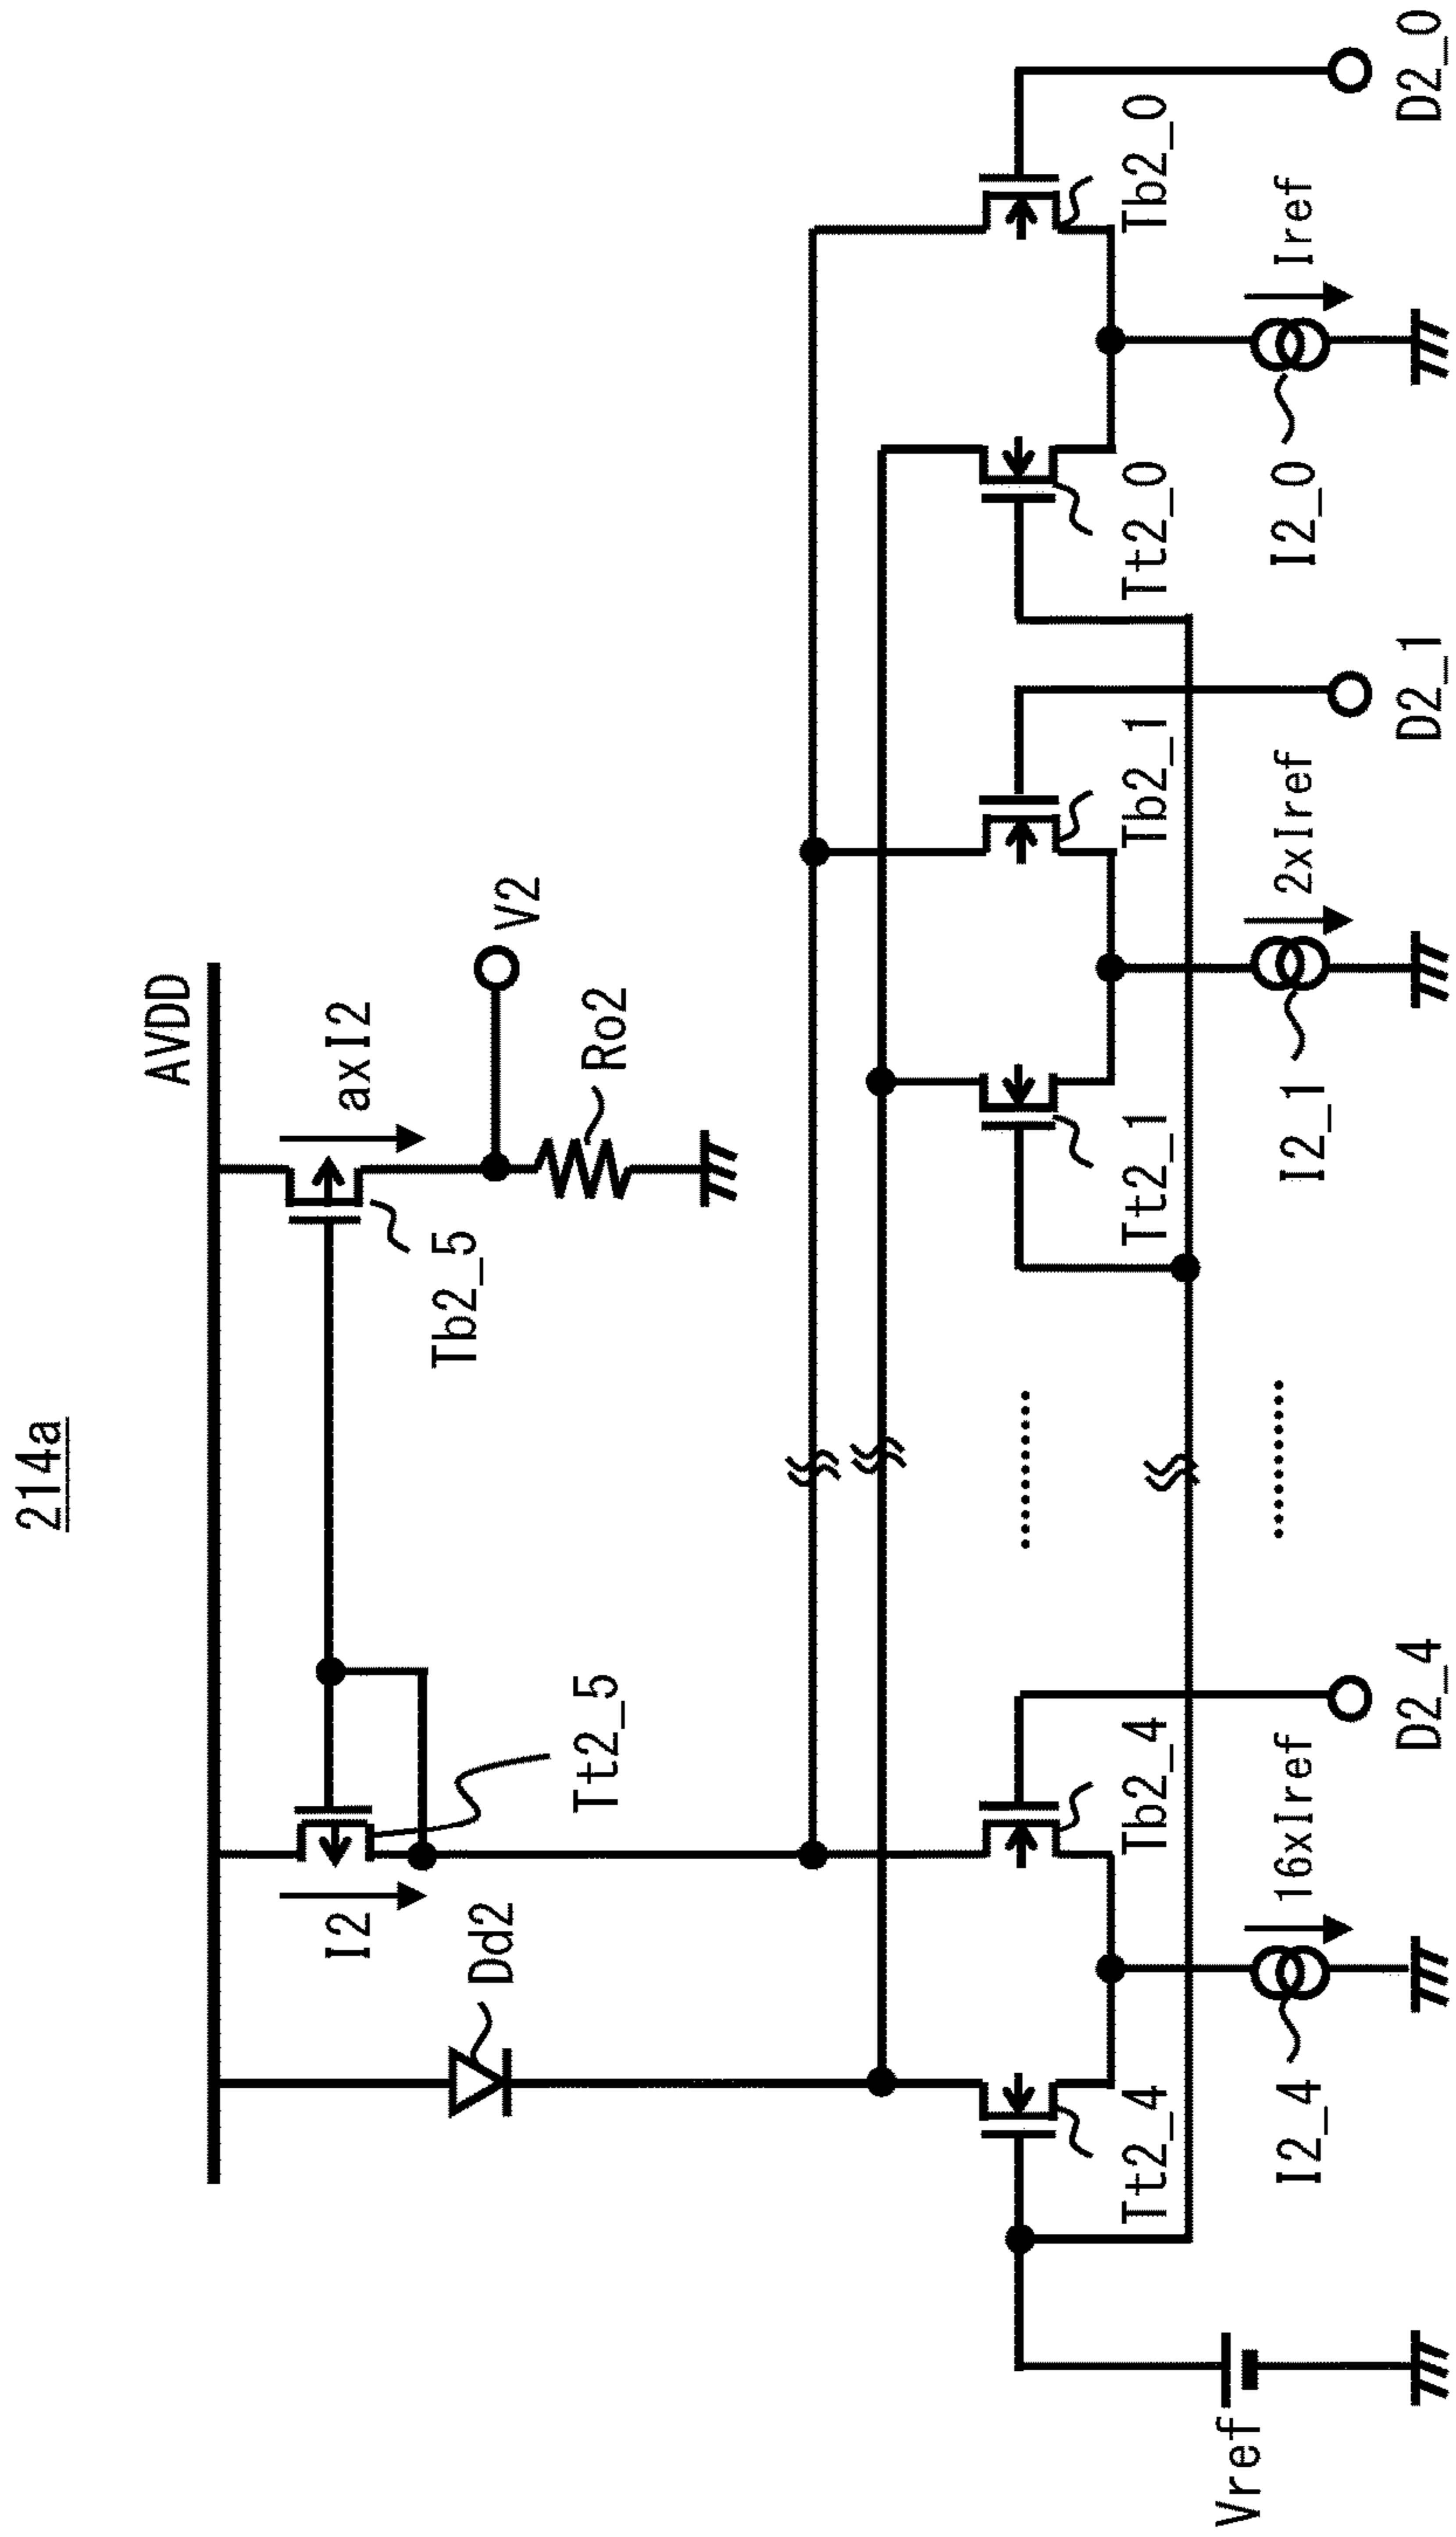 214a
AVDD
I2
axI2
Tt2_5
Tb2_5
V2
Dd2
Ro2
Tt2_4
Tb2_4
Tt2_1
Tb2_1
Tt2_0
Tb2_0
Vref
I2_4
16xIref
I2_1
2xIref
I2_0
Iref
D2_4
D2_1
D2_0